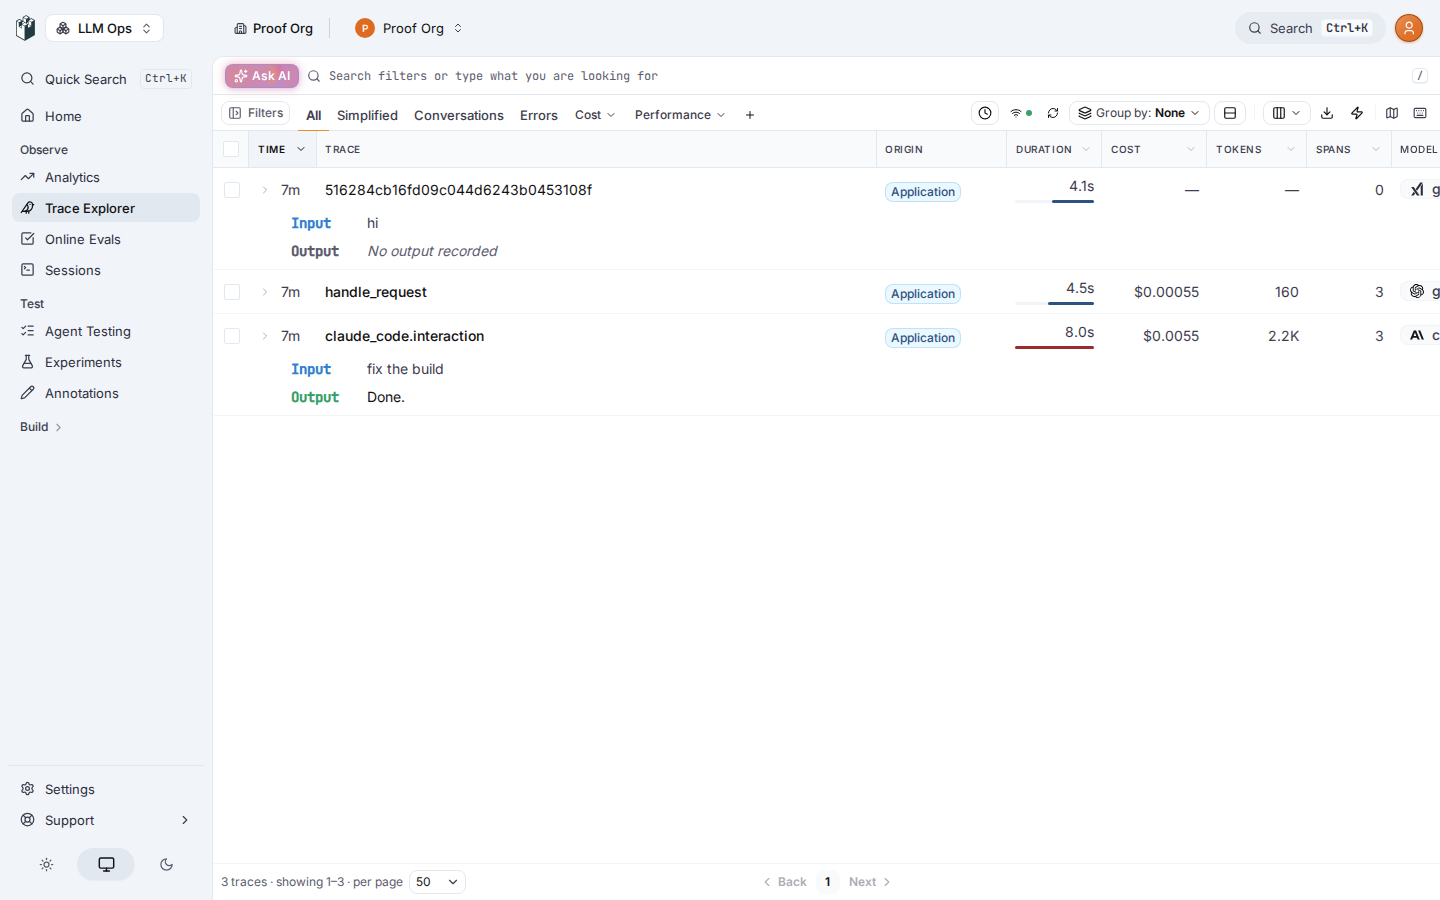 LLM Ops
Proof Org
P Proof Org
Search Ctrl+K
Quick Search Ctrl+K
Home
Observe
Analytics
Trace Explorer
Online Evals
Sessions
Test
Agent Testing
Experiments
Annotations
Build
Settings
Support
Ask AI Search filters or type what you are looking for /
Filters All Simplified Conversations Errors Cost Performance + Group by: None
TIME TRACE ORIGIN DURATION COST TOKENS SPANS MODEL
7m 516284cb16fd09c044d6243b0453108f Application 4.1s — — 0 g
Input hi
Output No output recorded
7m handle_request Application 4.5s $0.00055 160 3 g
7m claude_code.interaction Application 8.0s $0.0055 2.2K 3 c
Input fix the build
Output Done.
3 traces · showing 1–3 · per page 50 Back 1 Next